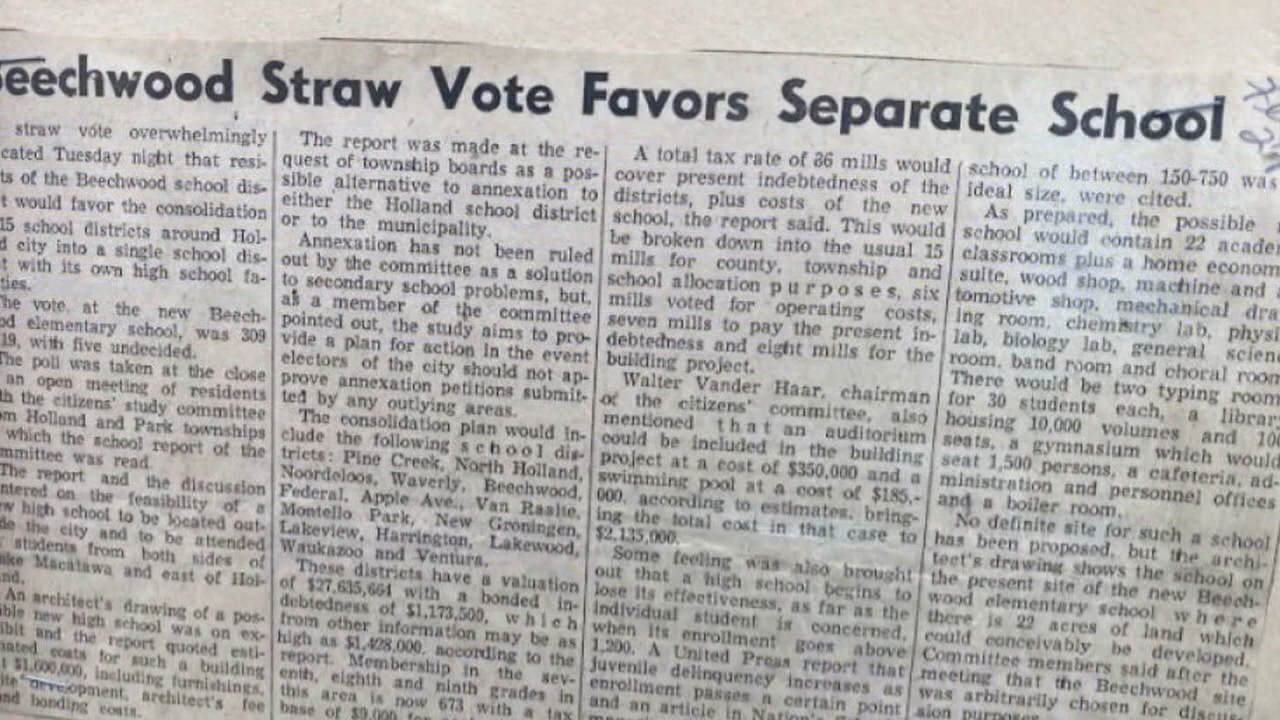 eechwood Straw Vote Favors Separate School
straw vote overwhelmingly
cated Tuesday night that resi-
ts of the Beechwood school dis-
t would favor the consolidation
15 school districts around Hol-
d city into a single school dis-
t with its own high school fa-
ties.
The vote, at the new Beech-
od elementary school, was 309
19, with five undecided.
The poll was taken at the close
an open meeting of residents
th the citizens' study committee
om Holland and Park townships
which the school report of the
mmittee was read.
The report and the discussion
ntered on the feasibility of a
ew high school to be located out-
de the city and to be attended
students from both sides of
ake Macatawa and east of Hol-
nd.
An architect's drawing of a pos-
ible new high school was on ex-
ibit and the report quoted esti-
nated costs for such a building
t $1,600,000, including furnishings,
ite development, architect's fee
nd bonding costs.
The report was made at the re-
quest of township boards as a pos-
sible alternative to annexation to
either the Holland school district
or to the municipality.
Annexation has not been ruled
out by the committee as a solution
to secondary school problems, but,
as a member of the committee
pointed out, the study aims to pro-
vide a plan for action in the event
electors of the city should not ap-
prove annexation petitions submit-
ted by any outlying areas.
The consolidation plan would in-
clude the following school dis-
tricts: Pine Creek, North Holland,
Noordeloos, Waverly, Beechwood,
Federal, Apple Ave., Van Raalte,
Montello Park, New Groningen,
Lakeview, Harrington, Lakewood,
Waukazoo and Ventura.
These districts have a valuation
of $27,635,661 with a bonded in-
debtedness of $1,173,500, which
from other information may be as
high as $1,428,000, according to the
report. Membership in the sev-
enth, eighth and ninth grades in
this area is now 673 with a tax
base of $9,000
A total tax rate of 36 mills would
cover present indebtedness of the
districts, plus costs of the new
school, the report said. This would
be broken down into the usual 15
mills for county, township and
school allocation purposes, six
mills voted for operating costs,
seven mills to pay the present in-
debtedness and eight mills for the
building project.
Walter Vander Haar, chairman
of the citizens' committee, also
mentioned that an auditorium
could be included in the building
project at a cost of $350,000 and a
swimming pool at a cost of $185,-
000, according to estimates, bring-
ing the total cost in that case to
$2,135,000.
Some feeling was also brought
out that a high school begins to
lose its effectiveness, as far as the
individual student is concerned,
when its enrollment goes above
1,200. A United Press report that
juvenile delinquency increases as
enrollment passes a certain point
and an article in Nation's
school of between 150-750 was
ideal size, were cited.
As prepared, the possible
school would contain 22 acade
classrooms plus a home econom
suite, wood shop, machine and
tomotive shop, mechanical dra
ing room, chemistry lab, physi
lab, biology lab, general scien
room, band room and choral room
There would be two typing room
for 30 students each, a librar
housing 10,000 volumes and 10
seats, a gymnasium which would
seat 1,500 persons, a cafeteria, ad-
ministration and personnel offices
and a boiler room.
No definite site for such a school
has been proposed, but the archi-
tect's drawing shows the school on
the present site of the new Beech-
wood elementary school where
there is 22 acres of land which
could conceivably be developed.
Committee members said after the
meeting that the Beechwood site
was arbitrarily chosen for discus-
sion purposes.